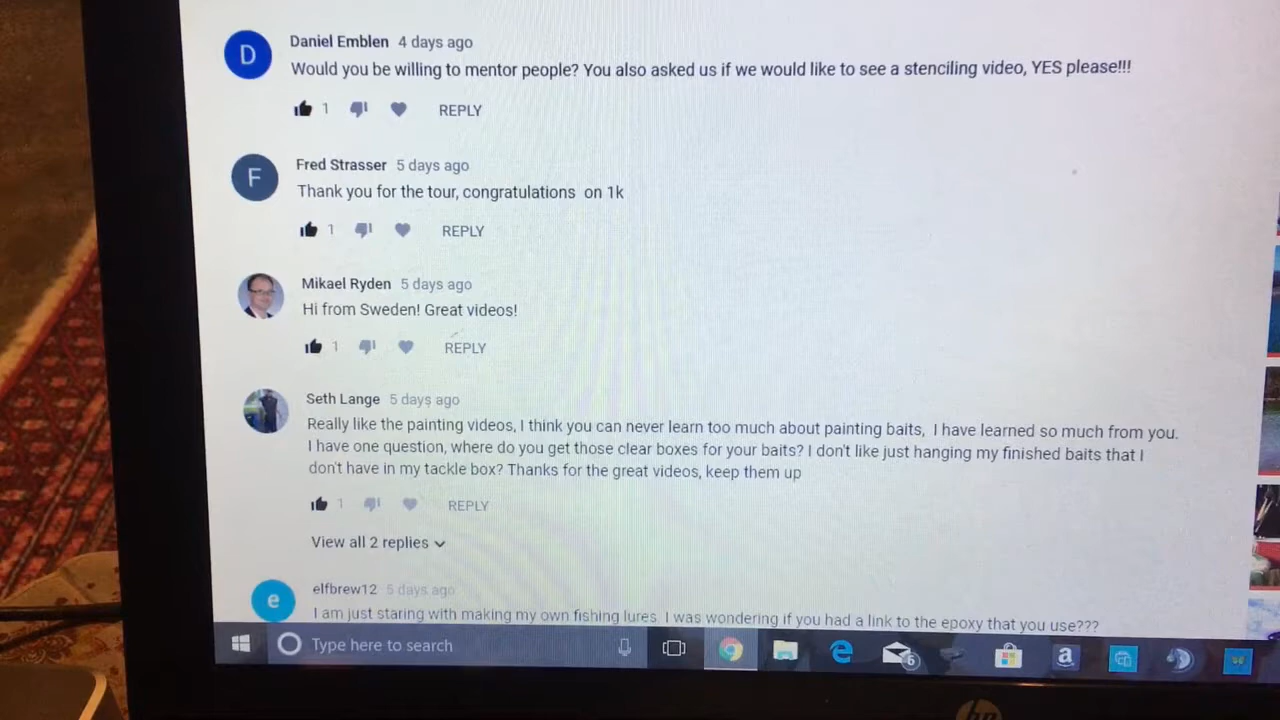 D
Daniel Emblen 4 days ago
Would you be willing to mentor people? You also asked us if we would like to see a stenciling video, YES please!!!
1 REPLY
F
Fred Strasser 5 days ago
Thank you for the tour, congratulations on 1k
1 REPLY
Mikael Ryden 5 days ago
Hi from Sweden! Great videos!
1 REPLY
Seth Lange 5 days ago
Really like the painting videos, I think you can never learn too much about painting baits, I have learned so much from you.
I have one question, where do you get those clear boxes for your baits? I don't like just hanging my finished baits that I
don't have in my tackle box? Thanks for the great videos, keep them up
1 REPLY
View all 2 replies
e
elfbrew12 5 days ago
I am just staring with making my own fishing lures. I was wondering if you had a link to the epoxy that you use???
Type here to search
6
a
hp